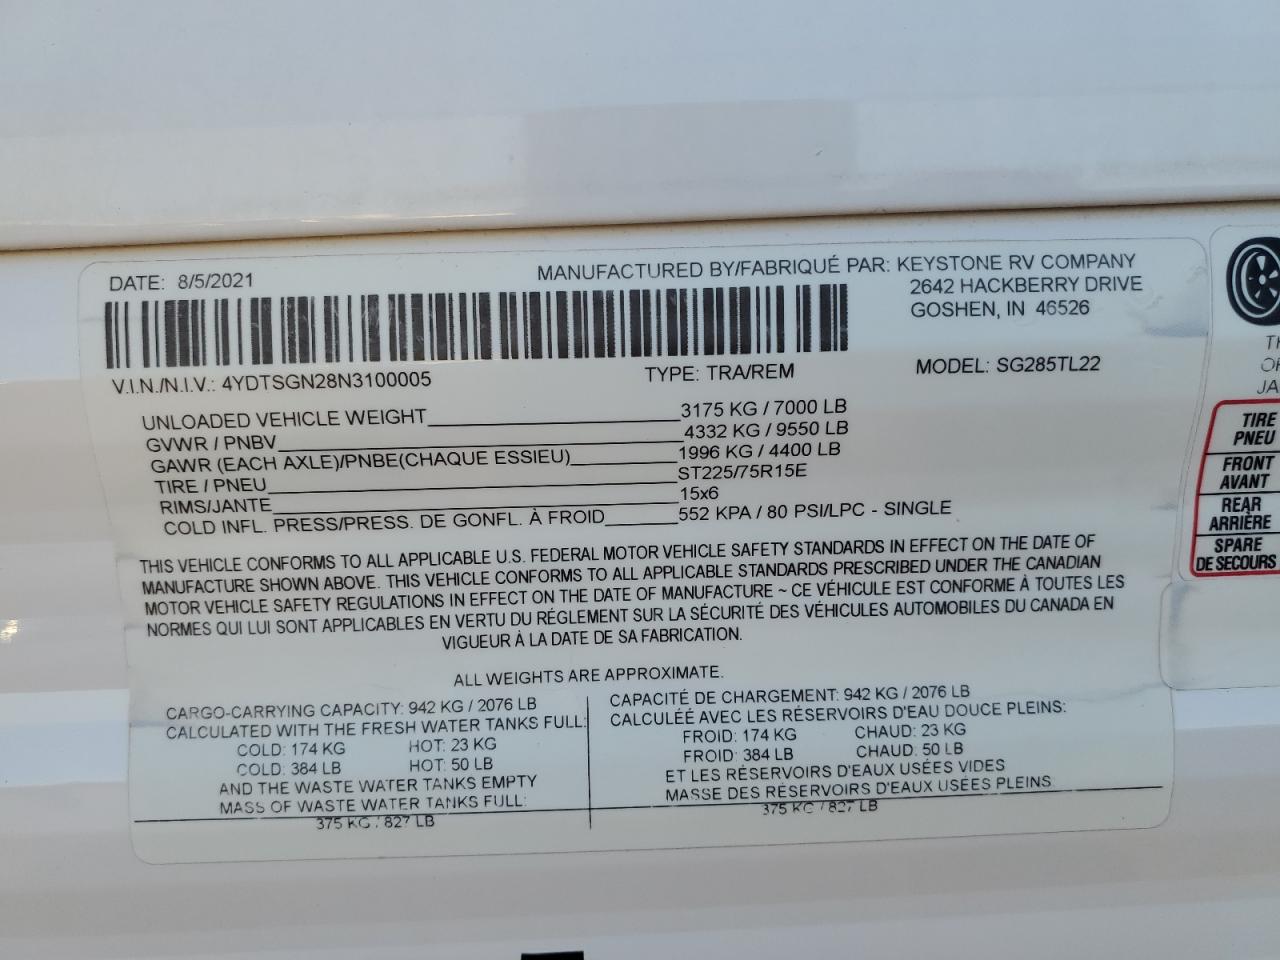 DATE: 8/5/2021
MANUFACTURED BY/FABRIQUÉ PAR: KEYSTONE RV COMPANY
2642 HACKBERRY DRIVE
GOSHEN, IN 46526
V.I.N./N.I.V.: 4YDTSGN28N3100005 TYPE: TRA/REM MODEL: SG285TL22
UNLOADED VEHICLE WEIGHT 3175 KG / 7000 LB
GVWR / PNBV 4332 KG / 9550 LB
GAWR (EACH AXLE)/PNBE(CHAQUE ESSIEU) 1996 KG / 4400 LB
TIRE / PNEU ST225/75R15E
RIMS/JANTE 15x6
COLD INFL. PRESS/PRESS. DE GONFL. À FROID 552 KPA / 80 PSI/LPC - SINGLE
THIS VEHICLE CONFORMS TO ALL APPLICABLE U.S. FEDERAL MOTOR VEHICLE SAFETY STANDARDS IN EFFECT ON THE DATE OF
MANUFACTURE SHOWN ABOVE. THIS VEHICLE CONFORMS TO ALL APPLICABLE STANDARDS PRESCRIBED UNDER THE CANADIAN
MOTOR VEHICLE SAFETY REGULATIONS IN EFFECT ON THE DATE OF MANUFACTURE ~ CE VÉHICULE EST CONFORME À TOUTES LES
NORMES QUI LUI SONT APPLICABLES EN VERTU DU RÉGLEMENT SUR LA SÉCURITÉ DES VÉHICULES AUTOMOBILES DU CANADA EN
VIGUEUR À LA DATE DE SA FABRICATION.
ALL WEIGHTS ARE APPROXIMATE.
CARGO-CARRYING CAPACITY: 942 KG / 2076 LB
CALCULATED WITH THE FRESH WATER TANKS FULL:
COLD: 174 KG HOT: 23 KG
COLD: 384 LB HOT: 50 LB
AND THE WASTE WATER TANKS EMPTY
MASS OF WASTE WATER TANKS FULL:
375 KG / 827 LB
CAPACITÉ DE CHARGEMENT: 942 KG / 2076 LB
CALCULÉE AVEC LES RÉSERVOIRS D'EAU DOUCE PLEINS:
FROID: 174 KG CHAUD: 23 KG
FROID: 384 LB CHAUD: 50 LB
ET LES RÉSERVOIRS D'EAUX USÉES VIDES
MASSE DES RÉSERVOIRS D'EAUX USÉES PLEINS:
375 KG / 827 LB
TIRE
PNEU
FRONT
AVANT
REAR
ARRIÈRE
SPARE
DE SECOURS